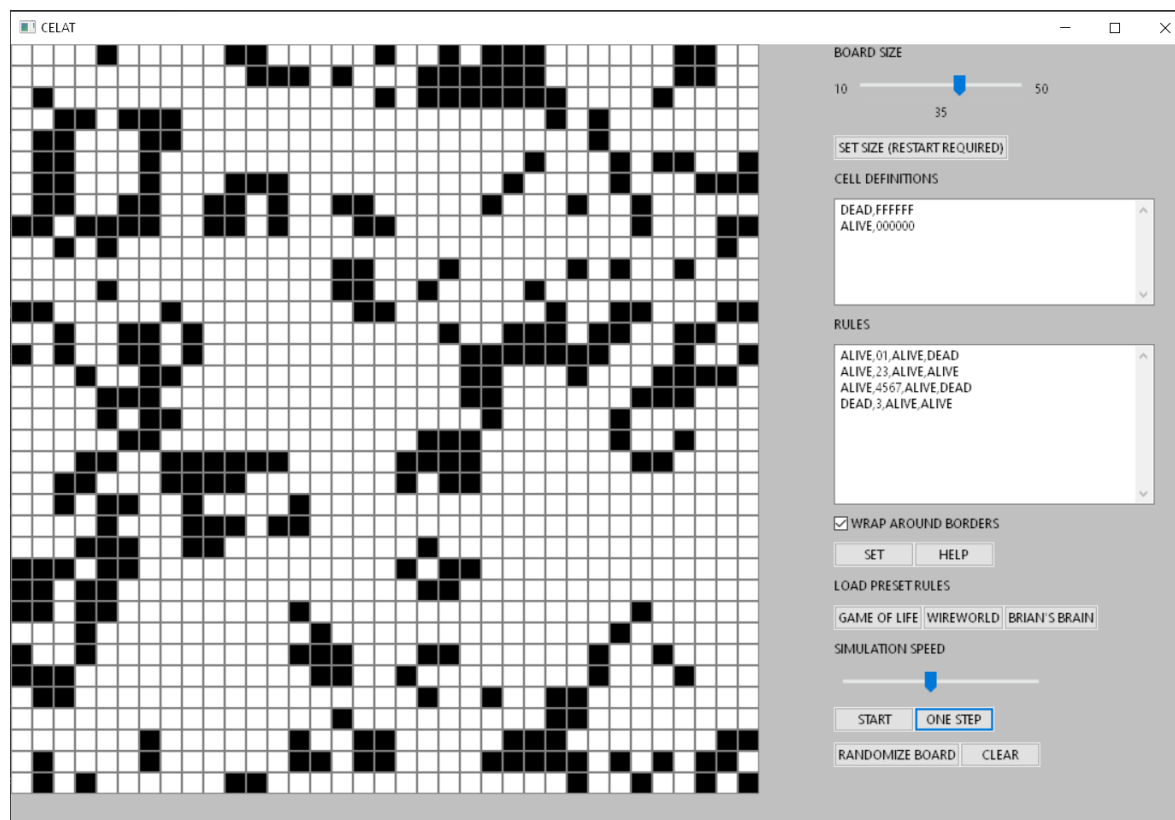 CELAT
BOARD SIZE
10 50
35
SET SIZE (RESTART REQUIRED)
CELL DEFINITIONS
DEAD,FFFFFF
ALIVE,000000
RULES
ALIVE,01,ALIVE,DEAD
ALIVE,23,ALIVE,ALIVE
ALIVE,4567,ALIVE,DEAD
DEAD,3,ALIVE,ALIVE
WRAP AROUND BORDERS
SET HELP
LOAD PRESET RULES
GAME OF LIFE WIREWORLD BRIAN'S BRAIN
SIMULATION SPEED
START ONE STEP
RANDOMIZE BOARD CLEAR